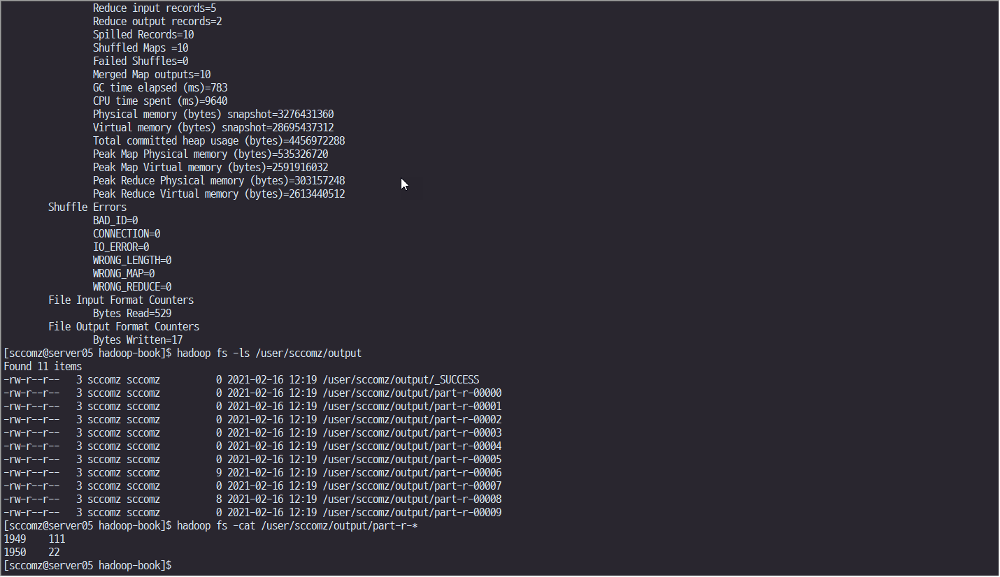 Reduce input records=5
Reduce output records=2
Spilled Records=10
Shuffled Maps =10
Failed Shuffles=0
Merged Map outputs=10
GC time elapsed (ms)=783
CPU time spent (ms)=9640
Physical memory (bytes) snapshot=3276431360
Virtual memory (bytes) snapshot=28695437312
Total committed heap usage (bytes)=4456972288
Peak Map Physical memory (bytes)=535326720
Peak Map Virtual memory (bytes)=2591916032
Peak Reduce Physical memory (bytes)=303157248
Peak Reduce Virtual memory (bytes)=2613440512
Shuffle Errors
BAD_ID=0
CONNECTION=0
IO_ERROR=0
WRONG_LENGTH=0
WRONG_MAP=0
WRONG_REDUCE=0
File Input Format Counters
Bytes Read=529
File Output Format Counters
Bytes Written=17
[sccomz@server05 hadoop-book]$ hadoop fs -ls /user/sccomz/output
Found 11 items
-rw-r--r--   3 sccomz sccomz          0 2021-02-16 12:19 /user/sccomz/output/_SUCCESS
-rw-r--r--   3 sccomz sccomz          0 2021-02-16 12:19 /user/sccomz/output/part-r-00000
-rw-r--r--   3 sccomz sccomz          0 2021-02-16 12:19 /user/sccomz/output/part-r-00001
-rw-r--r--   3 sccomz sccomz          0 2021-02-16 12:19 /user/sccomz/output/part-r-00002
-rw-r--r--   3 sccomz sccomz          0 2021-02-16 12:19 /user/sccomz/output/part-r-00003
-rw-r--r--   3 sccomz sccomz          0 2021-02-16 12:19 /user/sccomz/output/part-r-00004
-rw-r--r--   3 sccomz sccomz          0 2021-02-16 12:19 /user/sccomz/output/part-r-00005
-rw-r--r--   3 sccomz sccomz          9 2021-02-16 12:19 /user/sccomz/output/part-r-00006
-rw-r--r--   3 sccomz sccomz          0 2021-02-16 12:19 /user/sccomz/output/part-r-00007
-rw-r--r--   3 sccomz sccomz          8 2021-02-16 12:19 /user/sccomz/output/part-r-00008
-rw-r--r--   3 sccomz sccomz          0 2021-02-16 12:19 /user/sccomz/output/part-r-00009
[sccomz@server05 hadoop-book]$ hadoop fs -cat /user/sccomz/output/part-r-*
1949    111
1950    22
[sccomz@server05 hadoop-book]$